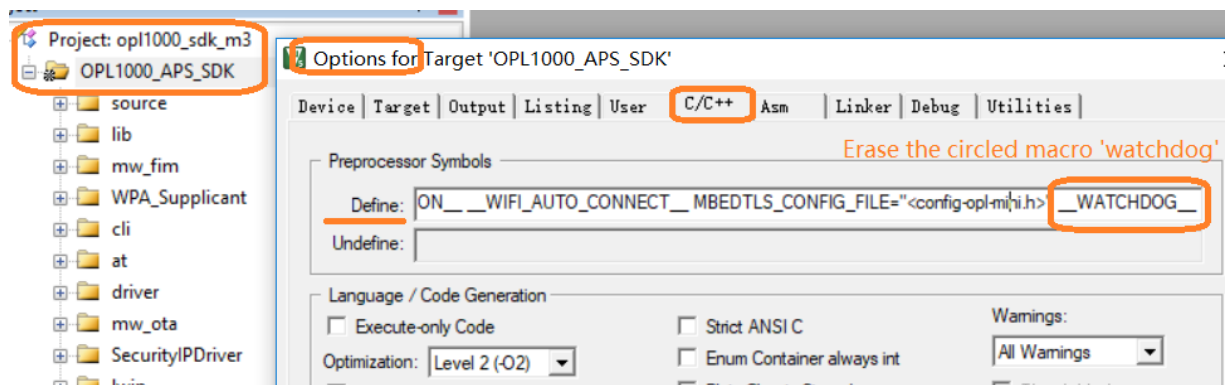 Project: opl1000_sdk_m3
OPL1000_APS_SDK
source
lib
mw_fim
WPA_Supplicant
cli
at
driver
mw_ota
SecurityIPDriver
Options for Target 'OPL1000_APS_SDK'
Device Target Output Listing User C/C++ Asm Linker Debug Utilities
Erase the circled macro 'watchdog'
Preprocessor Symbols
Define: ON__ __WIFI_AUTO_CONNECT__ MBEDTLS_CONFIG_FILE="<config-opl-mini.h>" __WATCHDOG__
Undefine:
Language / Code Generation
Execute-only Code
Strict ANSI C
Warnings:
Optimization: Level 2 (-O2)
Enum Container always int
All Warnings